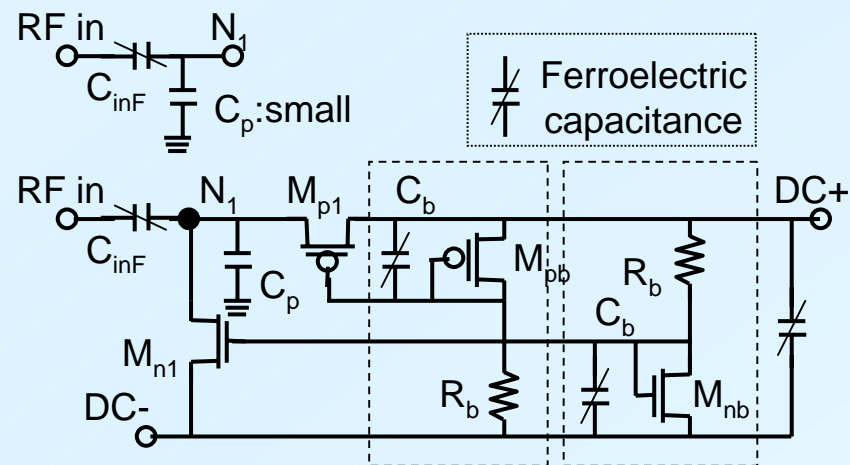 RF in
N1
CinF
Cp:small
Ferroelectric
capacitance
RF in
N1
Mp1
Cb
DC+
CinF
Cp
Mpb
Rb
Cb
Mn1
Rb
Mnb
DC-